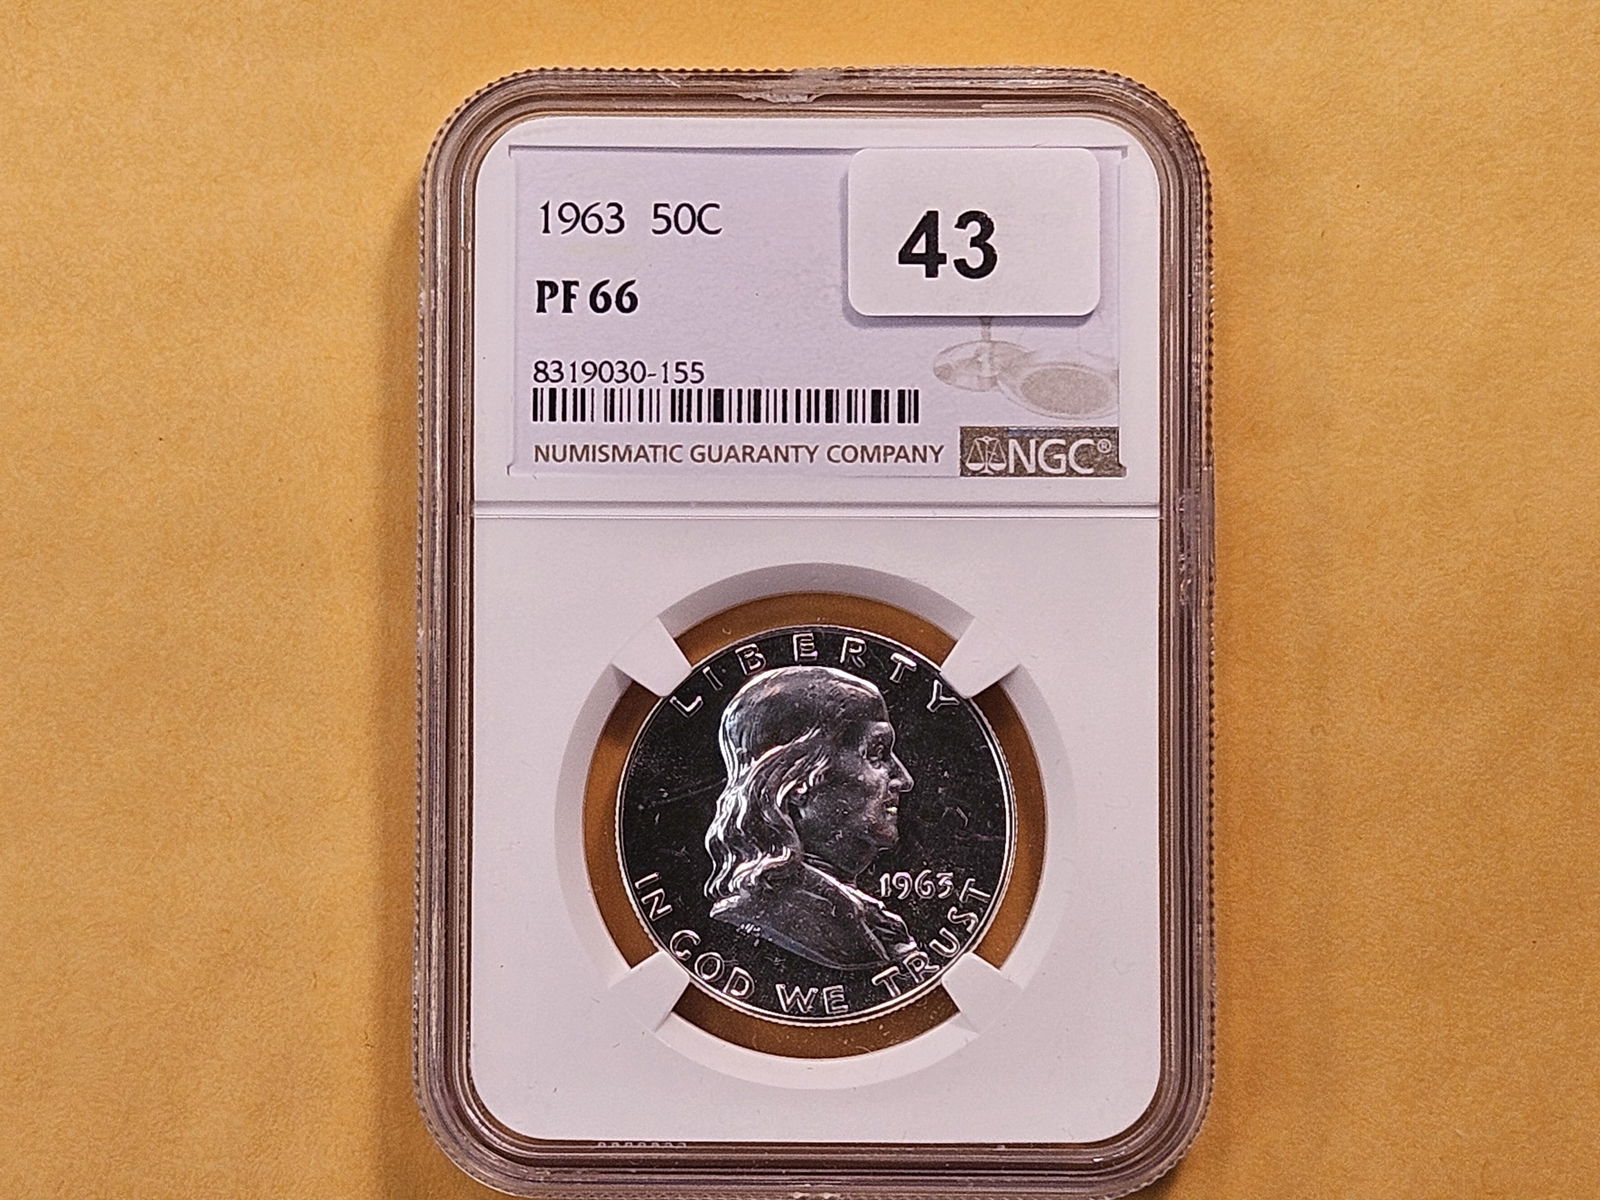 1963 50C
43
PF 66
8319030-155
NUMISMATIC GUARANTY COMPANY NGC®
LIBERTY
1963
IN GOD WE TRUST